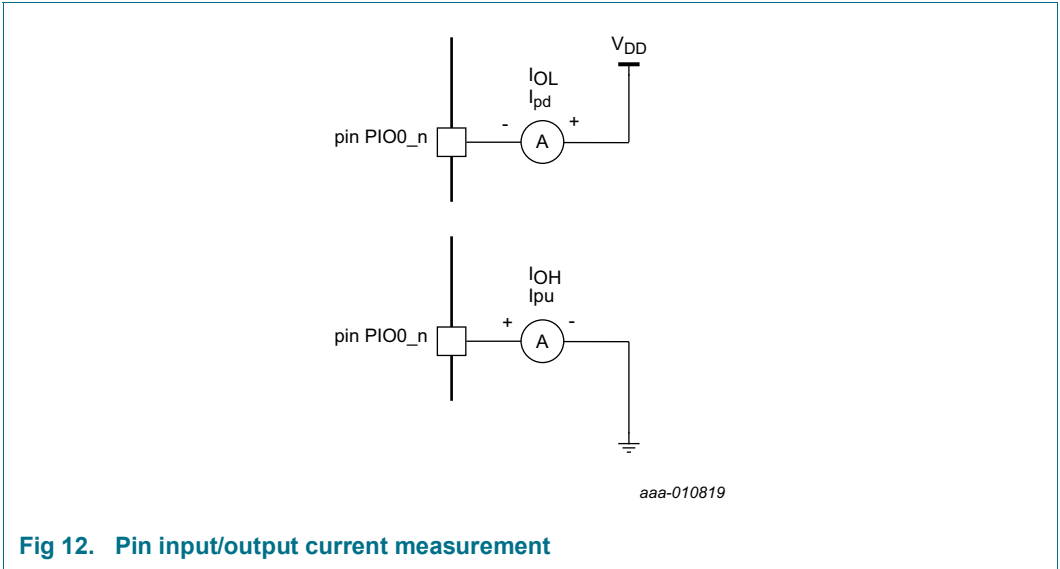 VDD
IOL
Ipd
- +
pin PIO0_n
A
IOH
Ipu
+ -
pin PIO0_n
A
aaa-010819
Fig 12. Pin input/output current measurement